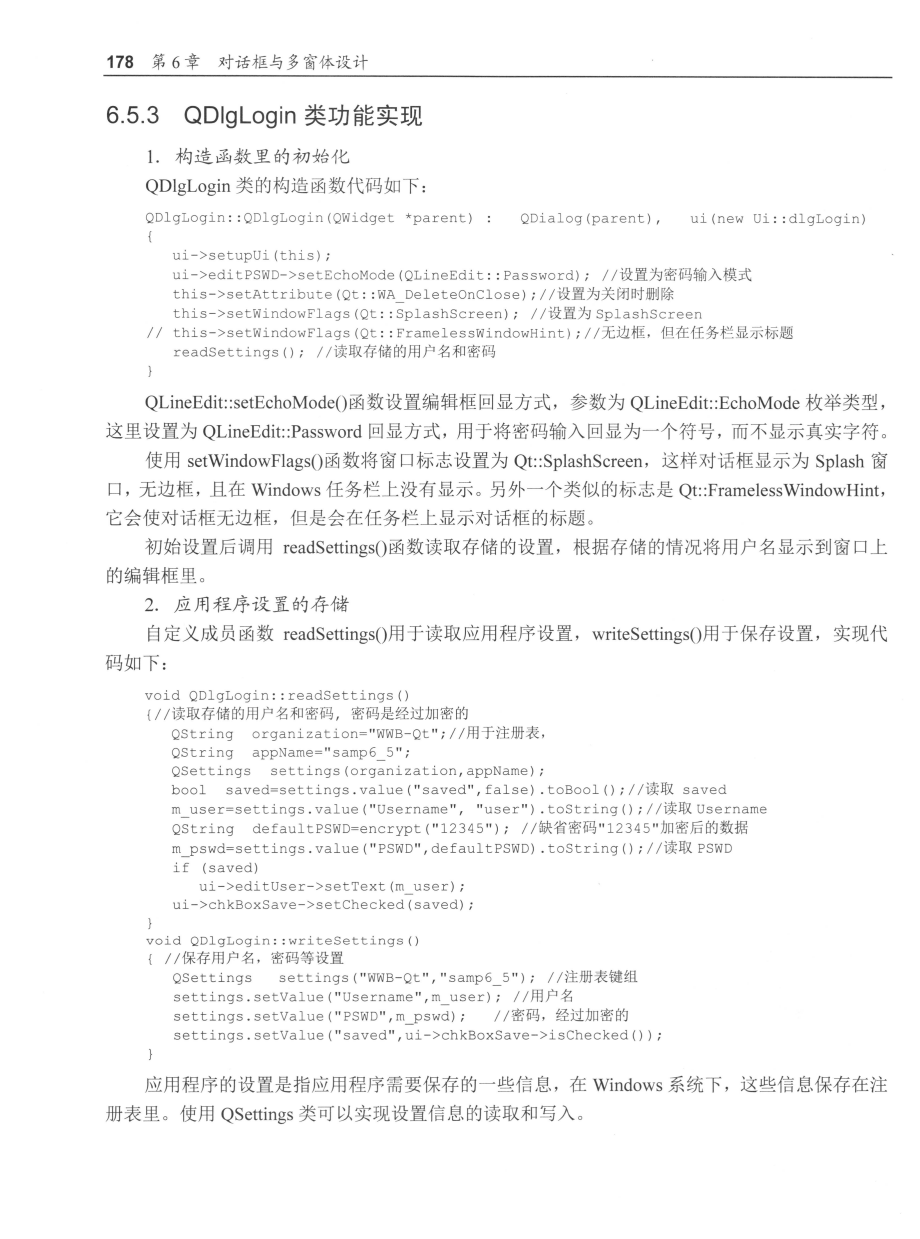 178 第 6 章 对话框与多窗体设计
6.5.3 QDlgLogin 类功能实现
1．构造函数里的初始化
QDlgLogin 类的构造函数代码如下：
QDlgLogin::QDlgLogin(QWidget *parent) : QDialog(parent), ui(new Ui::dlgLogin)
{
ui->setupUi(this);
ui->editPSWD->setEchoMode(QLineEdit::Password); //设置为密码输入模式
this->setAttribute(Qt::WA_DeleteOnClose);//设置为关闭时删除
this->setWindowFlags(Qt::SplashScreen); //设置为 SplashScreen
// this->setWindowFlags(Qt::FramelessWindowHint);//无边框，但在任务栏显示标题
readSettings(); //读取存储的用户名和密码
}
QLineEdit::setEchoMode()函数设置编辑框回显方式，参数为 QLineEdit::EchoMode 枚举类型，
这里设置为 QLineEdit::Password 回显方式，用于将密码输入回显为一个符号，而不显示真实字符。
使用 setWindowFlags()函数将窗口标志设置为 Qt::SplashScreen，这样对话框显示为 Splash 窗
口，无边框，且在 Windows 任务栏上没有显示。另外一个类似的标志是 Qt::FramelessWindowHint，
它会使对话框无边框，但是会在任务栏上显示对话框的标题。
初始设置后调用 readSettings()函数读取存储的设置，根据存储的情况将用户名显示到窗口上
的编辑框里。
2．应用程序设置的存储
自定义成员函数 readSettings()用于读取应用程序设置，writeSettings()用于保存设置，实现代
码如下：
void QDlgLogin::readSettings()
{//读取存储的用户名和密码, 密码是经过加密的
QString organization="WWB-Qt";//用于注册表，
QString appName="samp6_5";
QSettings settings(organization,appName);
bool saved=settings.value("saved",false).toBool();//读取 saved
m_user=settings.value("Username", "user").toString();//读取 Username
QString defaultPSWD=encrypt("12345"); //缺省密码"12345"加密后的数据
m_pswd=settings.value("PSWD",defaultPSWD).toString();//读取 PSWD
if (saved)
ui->editUser->setText(m_user);
ui->chkBoxSave->setChecked(saved);
}
void QDlgLogin::writeSettings()
{ //保存用户名，密码等设置
QSettings settings("WWB-Qt","samp6_5"); //注册表键组
settings.setValue("Username",m_user); //用户名
settings.setValue("PSWD",m_pswd); //密码，经过加密的
settings.setValue("saved",ui->chkBoxSave->isChecked());
}
应用程序的设置是指应用程序需要保存的一些信息，在 Windows 系统下，这些信息保存在注
册表里。使用 QSettings 类可以实现设置信息的读取和写入。